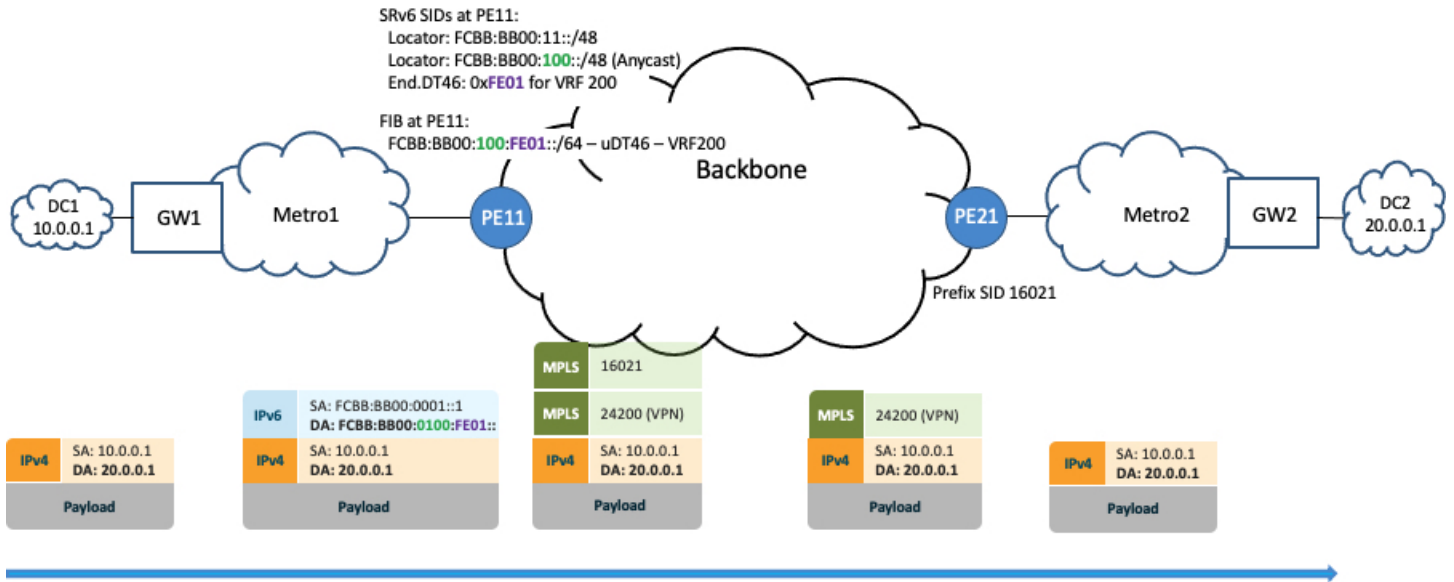 SRv6 SIDs at PE11:
Locator: FCBB:BB00:11::/48
Locator: FCBB:BB00:100::/48 (Anycast)
End.DT46: 0xFE01 for VRF 200
FIB at PE11:
FCBB:BB00:100:FE01::/64 – uDT46 – VRF200
Backbone
DC1
10.0.0.1
GW1
Metro1
PE11
PE21
Metro2
GW2
DC2
20.0.0.1
Prefix SID 16021
IPv4
SA: 10.0.0.1
DA: 20.0.0.1
Payload
IPv6
SA: FCBB:BB00:0001::1
DA: FCBB:BB00:0100:FE01::
IPv4
SA: 10.0.0.1
DA: 20.0.0.1
Payload
MPLS
16021
MPLS
24200 (VPN)
IPv4
SA: 10.0.0.1
DA: 20.0.0.1
Payload
MPLS
24200 (VPN)
IPv4
SA: 10.0.0.1
DA: 20.0.0.1
Payload
IPv4
SA: 10.0.0.1
DA: 20.0.0.1
Payload